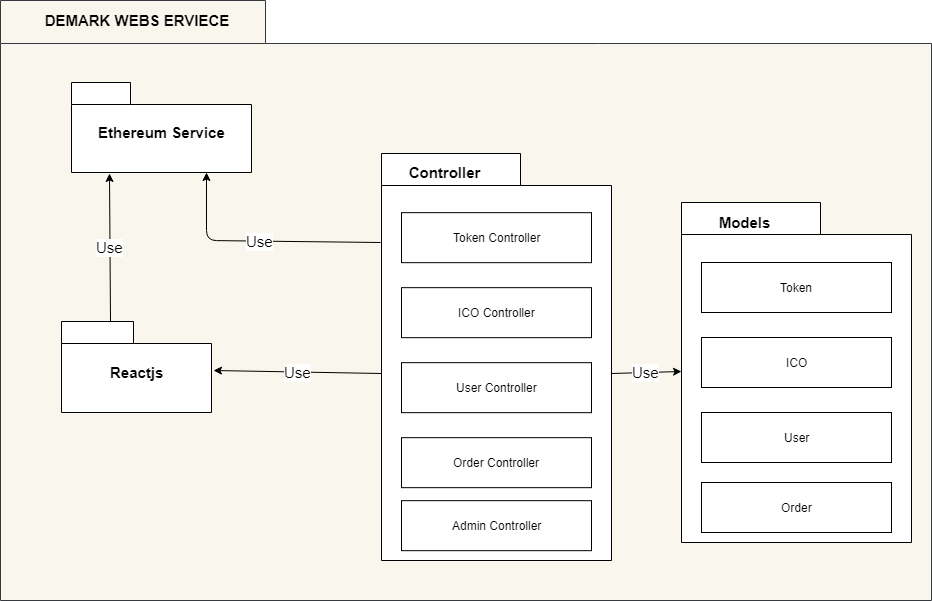 DEMARK WEBS ERVIECE
Ethereum Service
Use
Use
Reactjs
Use
Controller
Token Controller
ICO Controller
User Controller
Order Controller
Admin Controller
Use
Models
Token
ICO
User
Order